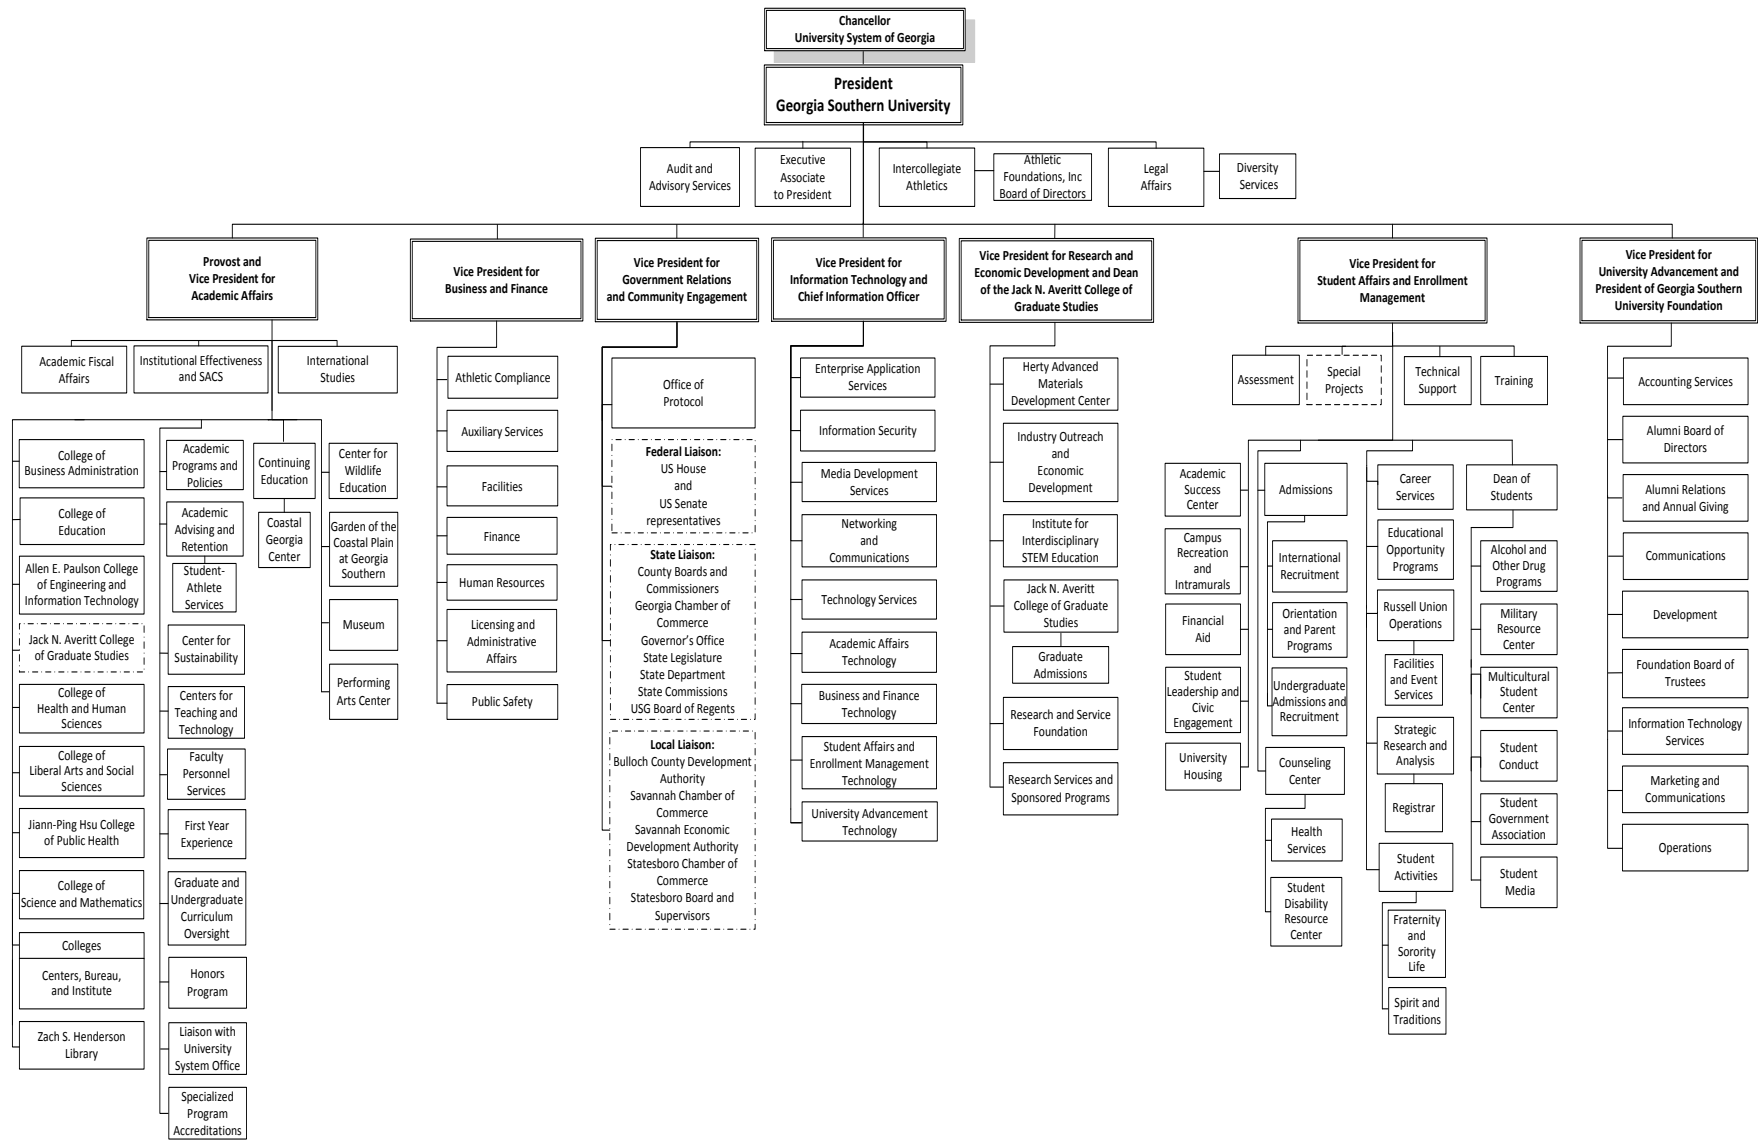 Chancellor
University System of Georgia
President
Georgia Southern University
Audit and
Advisory Services
Executive
Associate
to President
Intercollegiate
Athletics
Athletic
Foundations, Inc
Board of Directors
Legal
Affairs
Diversity
Services
Provost and
Vice President for
Academic Affairs
Vice President for
Business and Finance
Vice President for
Government Relations
and Community Engagement
Vice President for
Information Technology and
Chief Information Officer
Vice President for Research and
Economic Development and Dean
of the Jack N. Averitt College of
Graduate Studies
Vice President for
Student Affairs and Enrollment
Management
Vice President for
University Advancement and
President of Georgia Southern
University Foundation
Academic Fiscal
Affairs
Institutional Effectiveness
and SACS
International
Studies
College of
Business Administration
College of
Education
Allen E. Paulson College
of Engineering and
Information Technology
Jack N. Averitt College
of Graduate Studies
College of
Health and Human
Sciences
College of
Liberal Arts and Social
Sciences
Jiann-Ping Hsu College
of Public Health
College of
Science and Mathematics
Colleges
Centers, Bureau,
and Institute
Zach S. Henderson
Library
Academic
Programs and
Policies
Academic
Advising and
Retention
Student-
Athlete
Services
Center for
Sustainability
Centers for
Teaching and
Technology
Faculty
Personnel
Services
First Year
Experience
Graduate and
Undergraduate
Curriculum
Oversight
Honors
Program
Liaison with
University
System Office
Specialized
Program
Accreditations
Continuing
Education
Coastal
Georgia
Center
Center for
Wildlife
Education
Garden of the
Coastal Plain
at Georgia
Southern
Museum
Performing
Arts Center
Athletic Compliance
Auxiliary Services
Facilities
Finance
Human Resources
Licensing and
Administrative
Affairs
Public Safety
Office of
Protocol
Federal Liaison:
US House
and
US Senate
representatives
State Liaison:
County Boards and
Commissioners
Georgia Chamber of
Commerce
Governor's Office
State Legislature
State Department
State Commissions
USG Board of Regents
Local Liaison:
Bulloch County Development
Authority
Savannah Chamber of
Commerce
Savannah Economic
Development Authority
Statesboro Chamber of
Commerce
Statesboro Board and
Supervisors
Enterprise Application
Services
Information Security
Media Development
Services
Networking
and
Communications
Technology Services
Academic Affairs
Technology
Business and Finance
Technology
Student Affairs and
Enrollment Management
Technology
University Advancement
Technology
Herty Advanced
Materials
Development Center
Industry Outreach
and
Economic
Development
Institute for
Interdisciplinary
STEM Education
Jack N. Averitt
College of Graduate
Studies
Graduate
Admissions
Research and Service
Foundation
Research Services and
Sponsored Programs
Assessment
Special
Projects
Technical
Support
Training
Academic
Success
Center
Campus
Recreation
and
Intramurals
Financial
Aid
Student
Leadership and
Civic
Engagement
University
Housing
Admissions
International
Recruitment
Orientation
and Parent
Programs
Undergraduate
Admissions and
Recruitment
Counseling
Center
Health
Services
Student
Disability
Resource
Center
Career
Services
Educational
Opportunity
Programs
Russell Union
Operations
Facilities
and Event
Services
Strategic
Research and
Analysis
Registrar
Student
Activities
Fraternity
and
Sorority
Life
Spirit and
Traditions
Dean of
Students
Alcohol and
Other Drug
Programs
Military
Resource
Center
Multicultural
Student
Center
Student
Conduct
Student
Government
Association
Student
Media
Accounting Services
Alumni Board of
Directors
Alumni Relations
and Annual Giving
Communications
Development
Foundation Board of
Trustees
Information Technology
Services
Marketing and
Communications
Operations